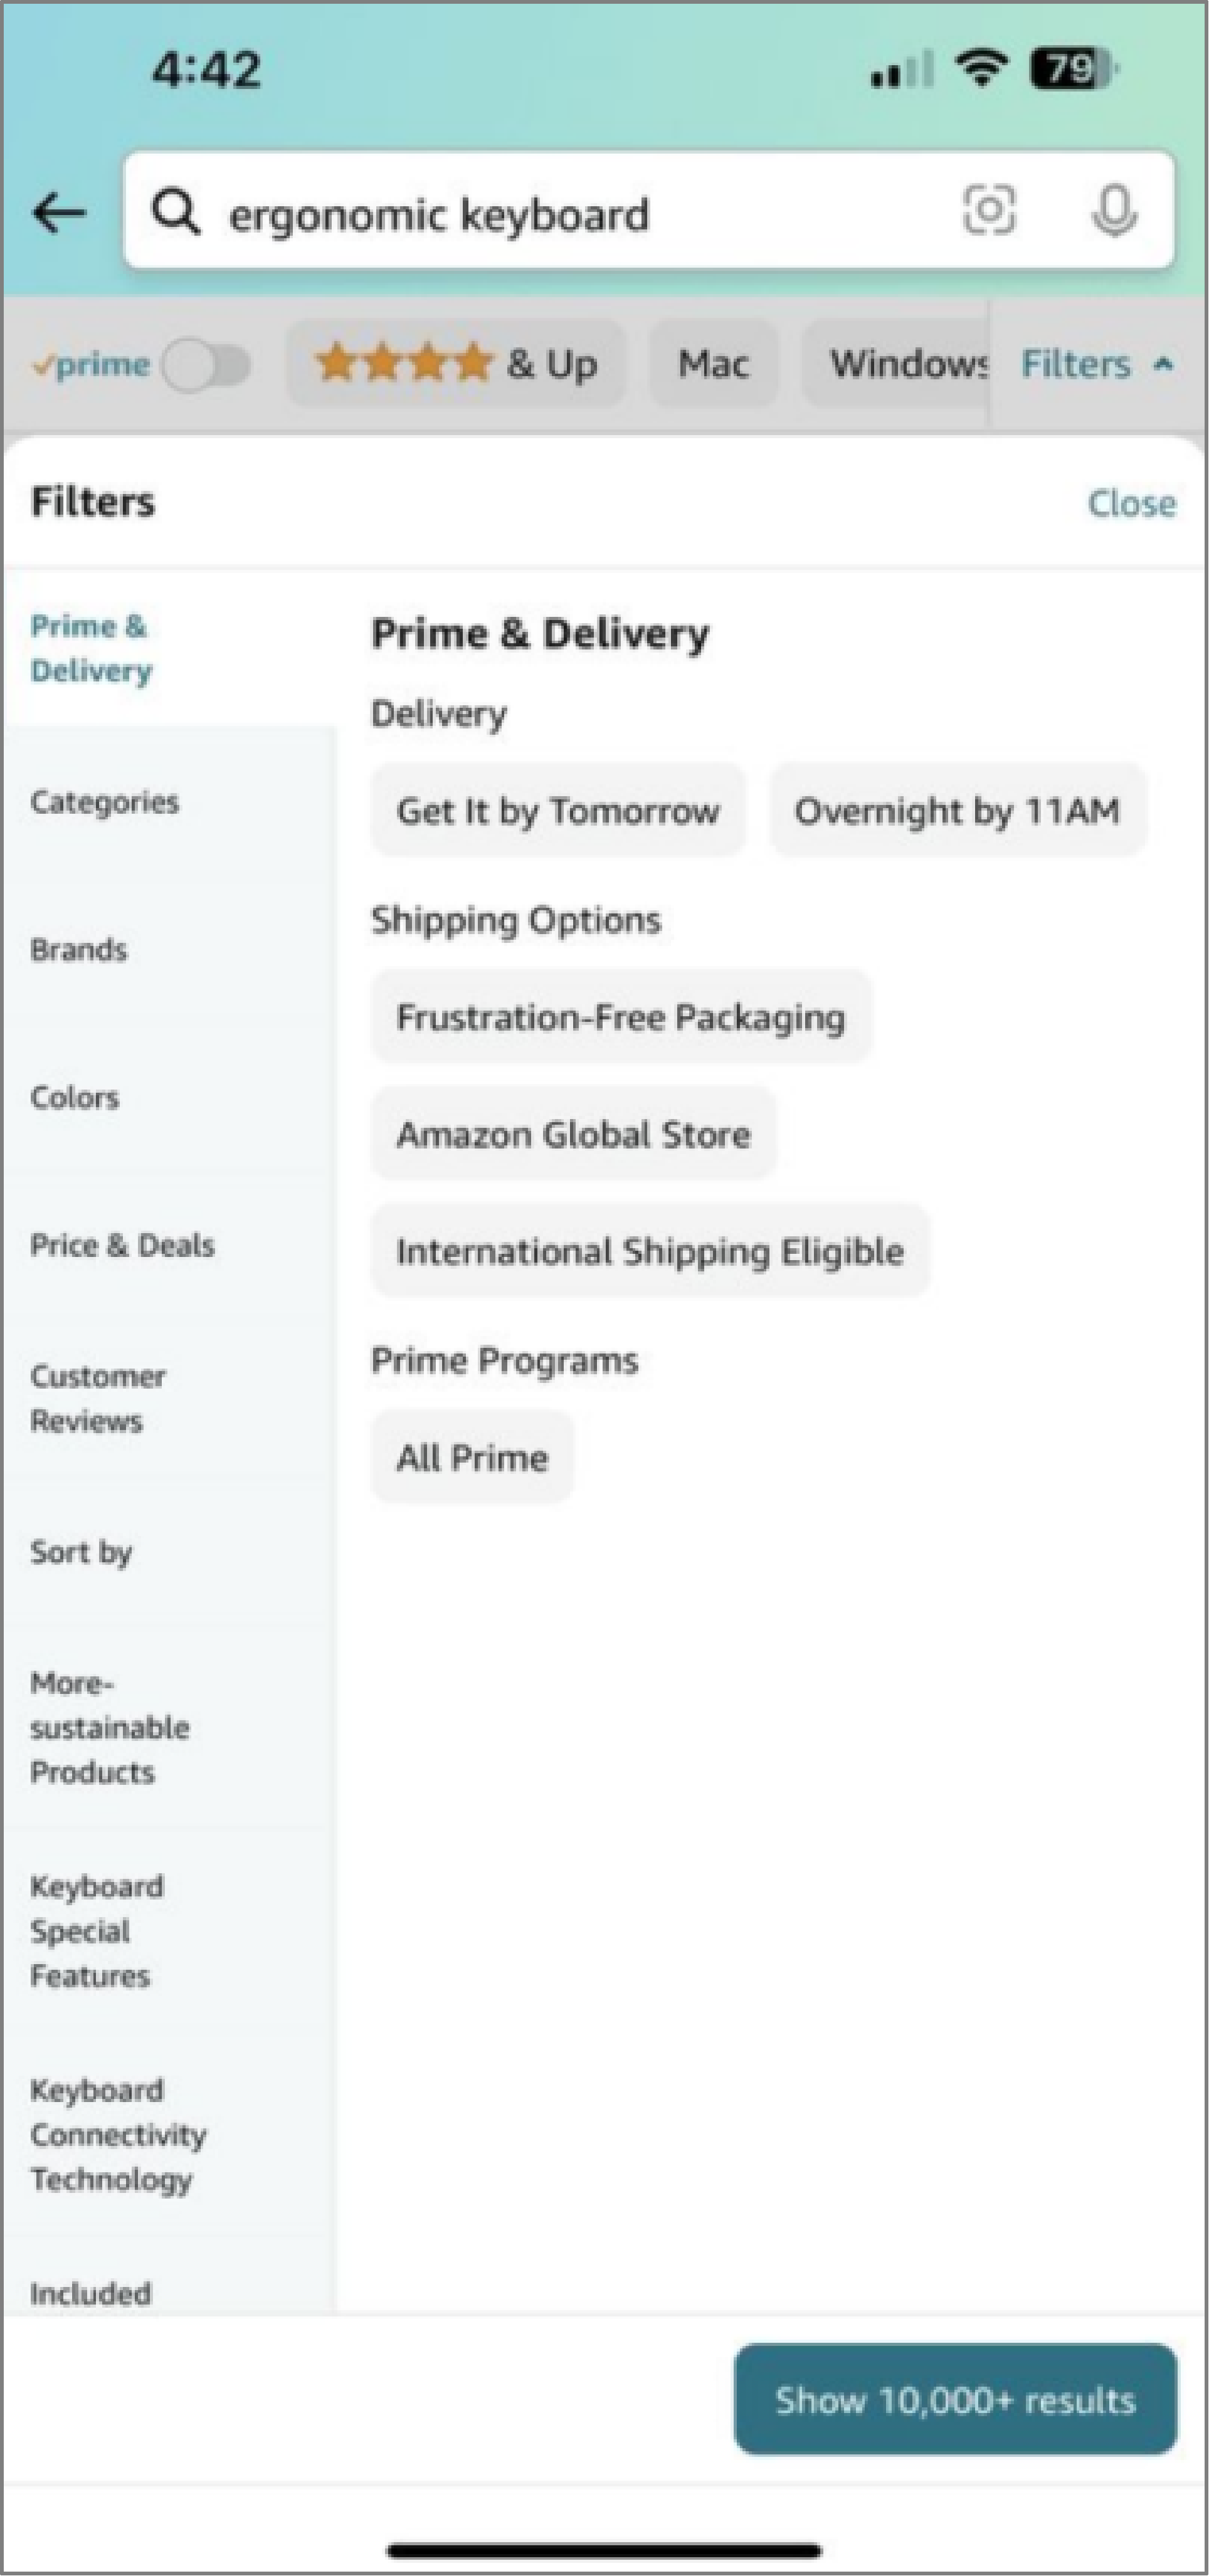 4:42
79
ergonomic keyboard
prime
& Up
Mac
Windows
Filters
Filters
Close
Prime &
Delivery
Categories
Brands
Colors
Price & Deals
Customer
Reviews
Sort by
More-
sustainable
Products
Keyboard
Special
Features
Keyboard
Connectivity
Technology
Included
Prime & Delivery
Delivery
Get It by Tomorrow
Overnight by 11AM
Shipping Options
Frustration-Free Packaging
Amazon Global Store
International Shipping Eligible
Prime Programs
All Prime
Show 10,000+ results